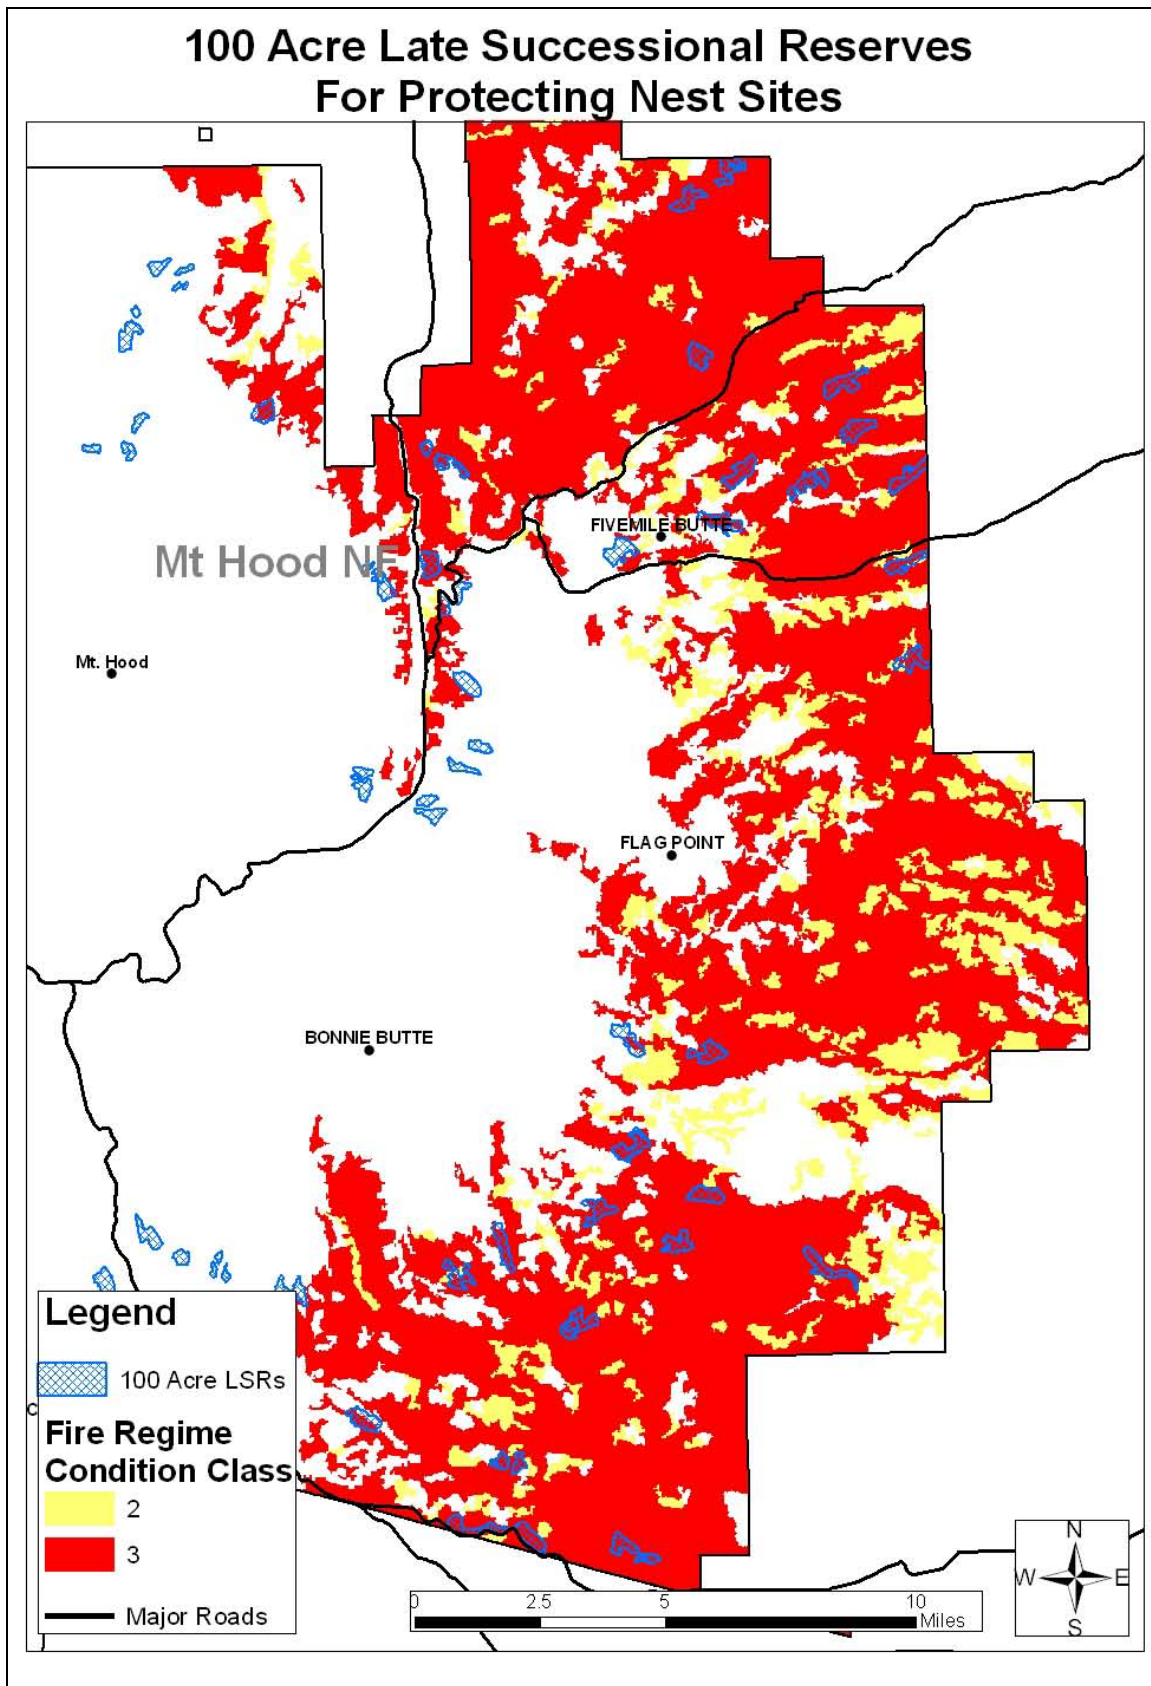 100 Acre Late Successional Reserves
For Protecting Nest Sites
FIVEMILE BUTTE
Mt Hood NF
Mt. Hood
FLAG POINT
BONNIE BUTTE
Legend
100 Acre LSRs
C
Fire Regime
Condition Class
2
3
Major Roads
0 2.5 5 10
Miles
N
W E
S